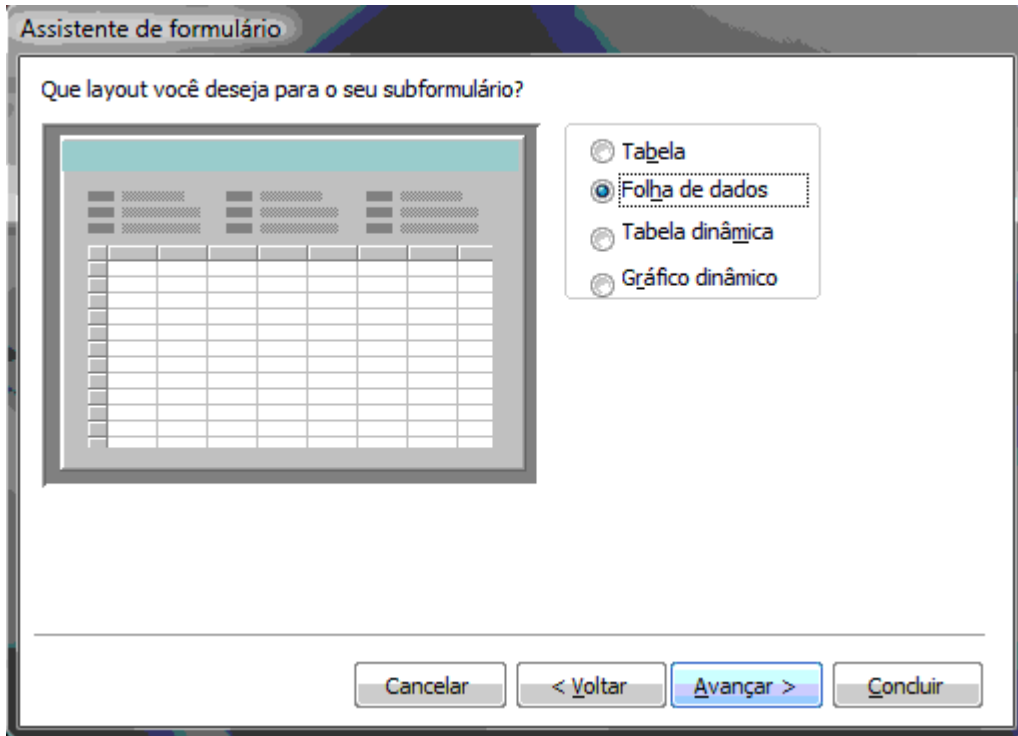 Assistente de formulário
Que layout você deseja para o seu subformulário?
Tabela
Folha de dados
Tabela dinâmica
Gráfico dinâmico
Cancelar
< Voltar
Avançar >
Concluir